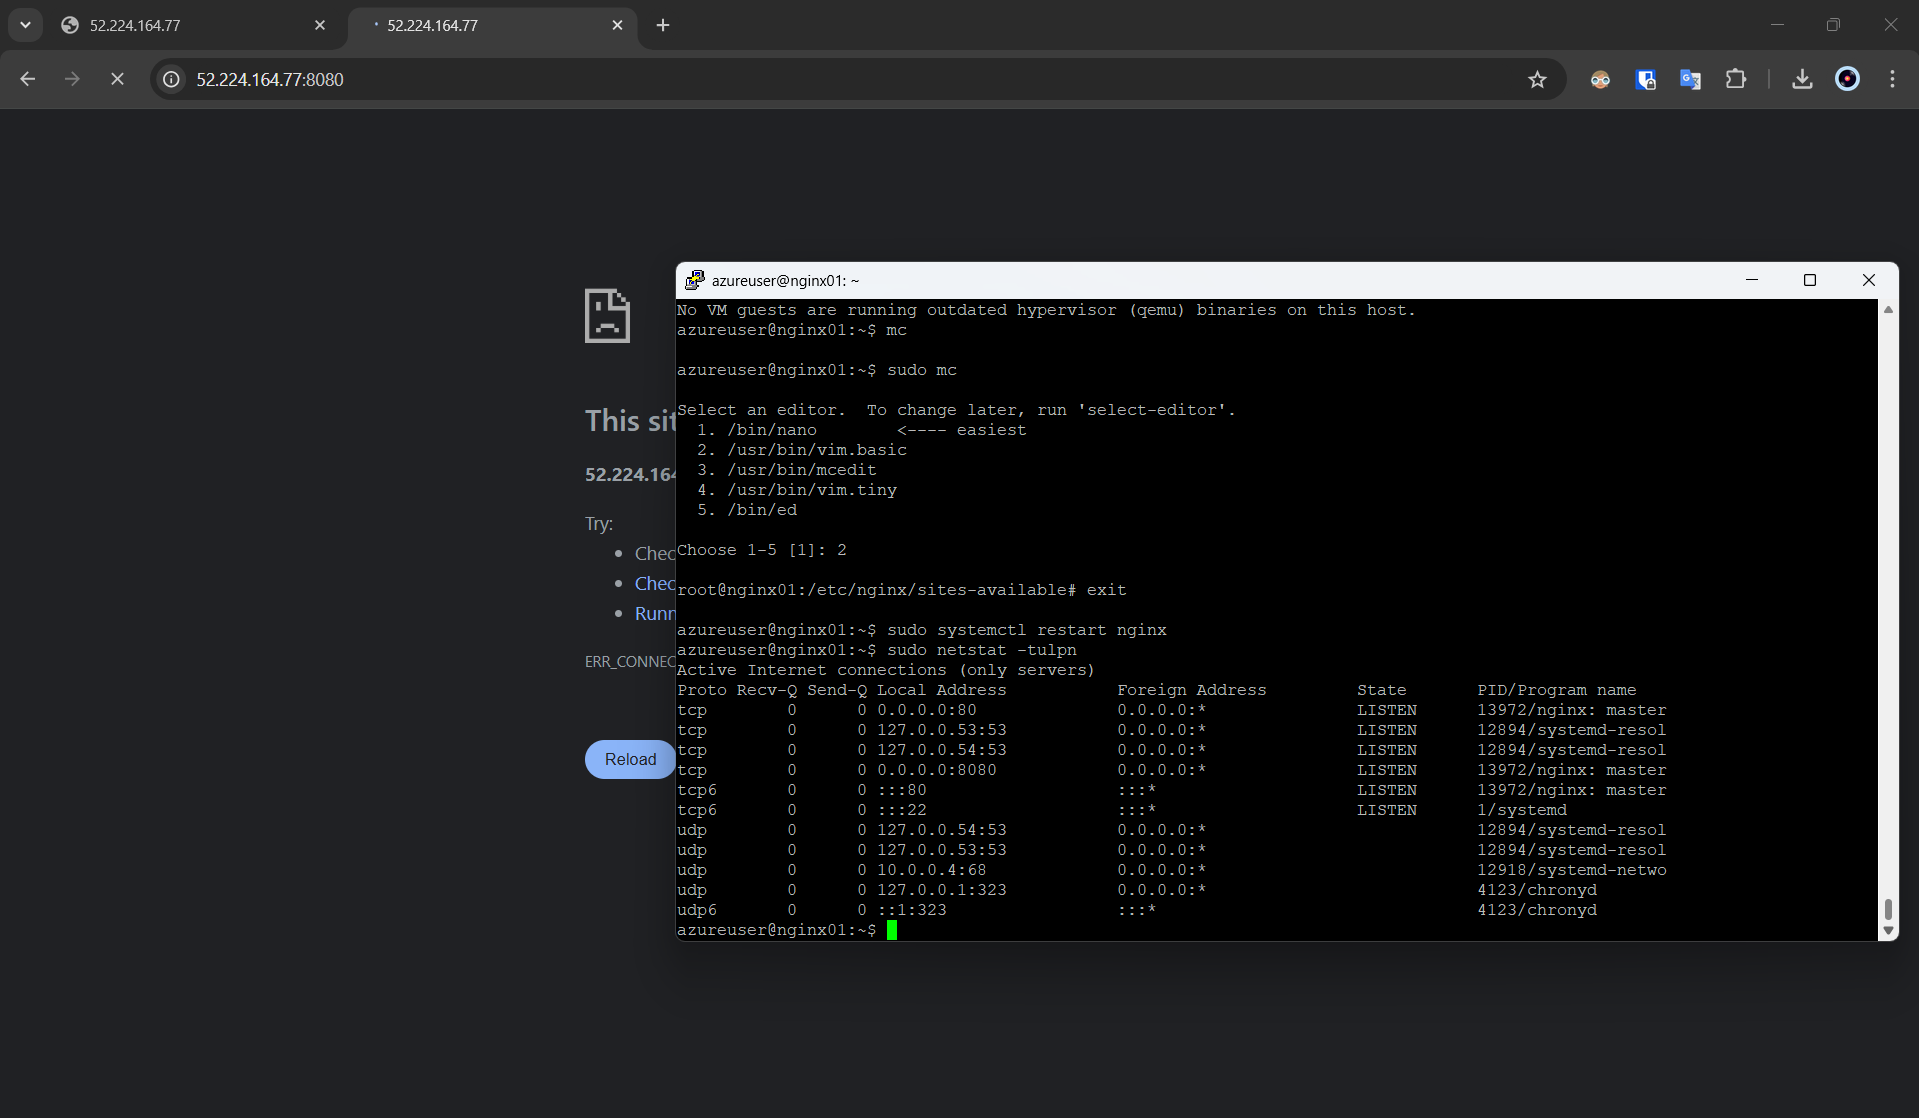 52.224.164.77
52.224.164.77
52.224.164.77:8080
This sit
52.224.164
Try:
Chec
Chec
Runn
ERR_CONNEC
Reload
azureuser@nginx01: ~
No VM guests are running outdated hypervisor (qemu) binaries on this host.
azureuser@nginx01:~$ mc
azureuser@nginx01:~$ sudo mc
Select an editor.  To change later, run 'select-editor'.
1. /bin/nano        <---- easiest
2. /usr/bin/vim.basic
3. /usr/bin/mcedit
4. /usr/bin/vim.tiny
5. /bin/ed
Choose 1-5 [1]: 2
root@nginx01:/etc/nginx/sites-available# exit
azureuser@nginx01:~$ sudo systemctl restart nginx
azureuser@nginx01:~$ sudo netstat -tulpn
Active Internet connections (only servers)
Proto Recv-Q Send-Q Local Address           Foreign Address         State       PID/Program name
tcp        0      0 0.0.0.0:80              0.0.0.0:*               LISTEN      13972/nginx: master
tcp        0      0 127.0.0.53:53           0.0.0.0:*               LISTEN      12894/systemd-resol
tcp        0      0 127.0.0.54:53           0.0.0.0:*               LISTEN      12894/systemd-resol
tcp        0      0 0.0.0.0:8080            0.0.0.0:*               LISTEN      13972/nginx: master
tcp6       0      0 :::80                   :::*                    LISTEN      13972/nginx: master
tcp6       0      0 :::22                   :::*                    LISTEN      1/systemd
udp        0      0 127.0.0.54:53           0.0.0.0:*                           12894/systemd-resol
udp        0      0 127.0.0.53:53           0.0.0.0:*                           12894/systemd-resol
udp        0      0 10.0.0.4:68             0.0.0.0:*                           12918/systemd-netwo
udp        0      0 127.0.0.1:323           0.0.0.0:*                           4123/chronyd
udp6       0      0 ::1:323                 :::*                                4123/chronyd
azureuser@nginx01:~$